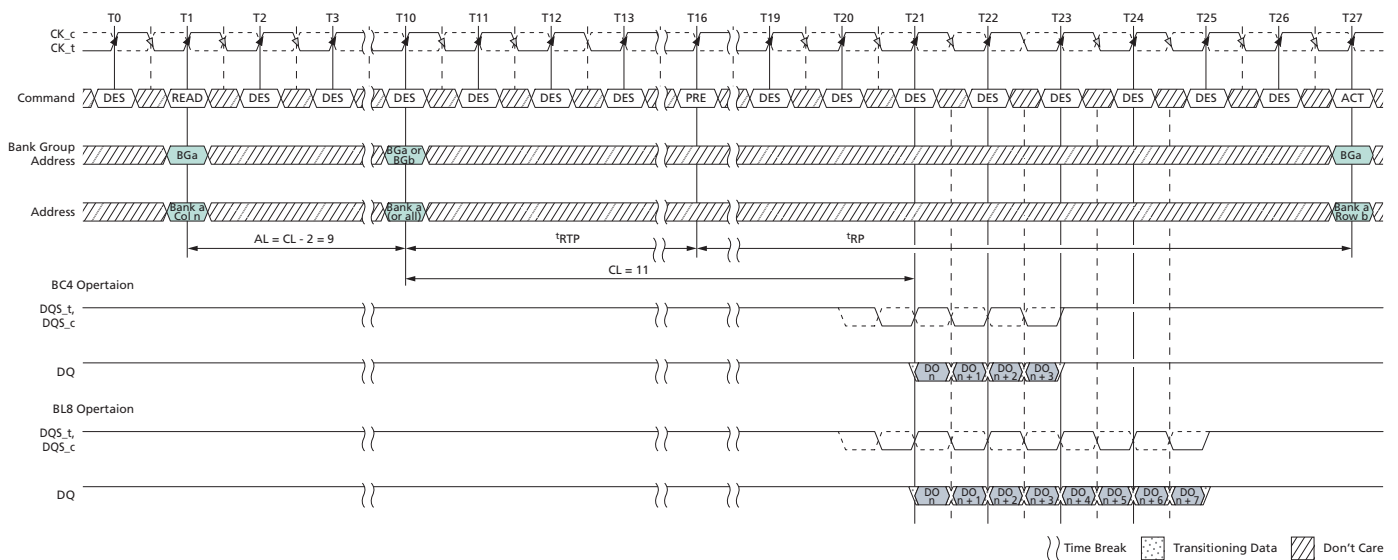 T0 T1 T2 T3 T10 T11 T12 T13 T16 T19 T20 T21 T22 T23 T24 T25 T26 T27
CK_c
CK_t
Command DES READ DES DES DES DES DES DES PRE DES DES DES DES DES DES DES DES ACT
Bank Group
Address
BGa
BGa or
BGb
BGa
Address
Bank a
Col n
Bank a
(or all)
Bank a
Row b
AL = CL - 2 = 9
tRTP
tRP
CL = 11
BC4 Opertaion
DQS_t,
DQS_c
DQ
DO
n
DO
n + 1
DO
n + 2
DO
n + 3
BL8 Opertaion
DQS_t,
DQS_c
DQ
DO
n
DO
n + 1
DO
n + 2
DO
n + 3
DO
n + 4
DO
n + 5
DO
n + 6
DO
n + 7
Time Break
Transitioning Data
Don't Care